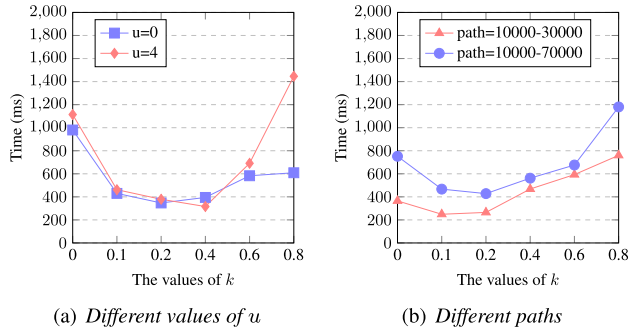 2,000
1,800
1,600
1,400
1,200
1,000
800
600
400
200
0
Time (ms)
u=0
u=4
0 0.1 0.2 0.4 0.6 0.8
The values of k
(a) Different values of u
2,000
1,800
1,600
1,400
1,200
1,000
800
600
400
200
0
Time (ms)
path=10000-30000
path=10000-70000
0 0.1 0.2 0.4 0.6 0.8
The values of k
(b) Different paths